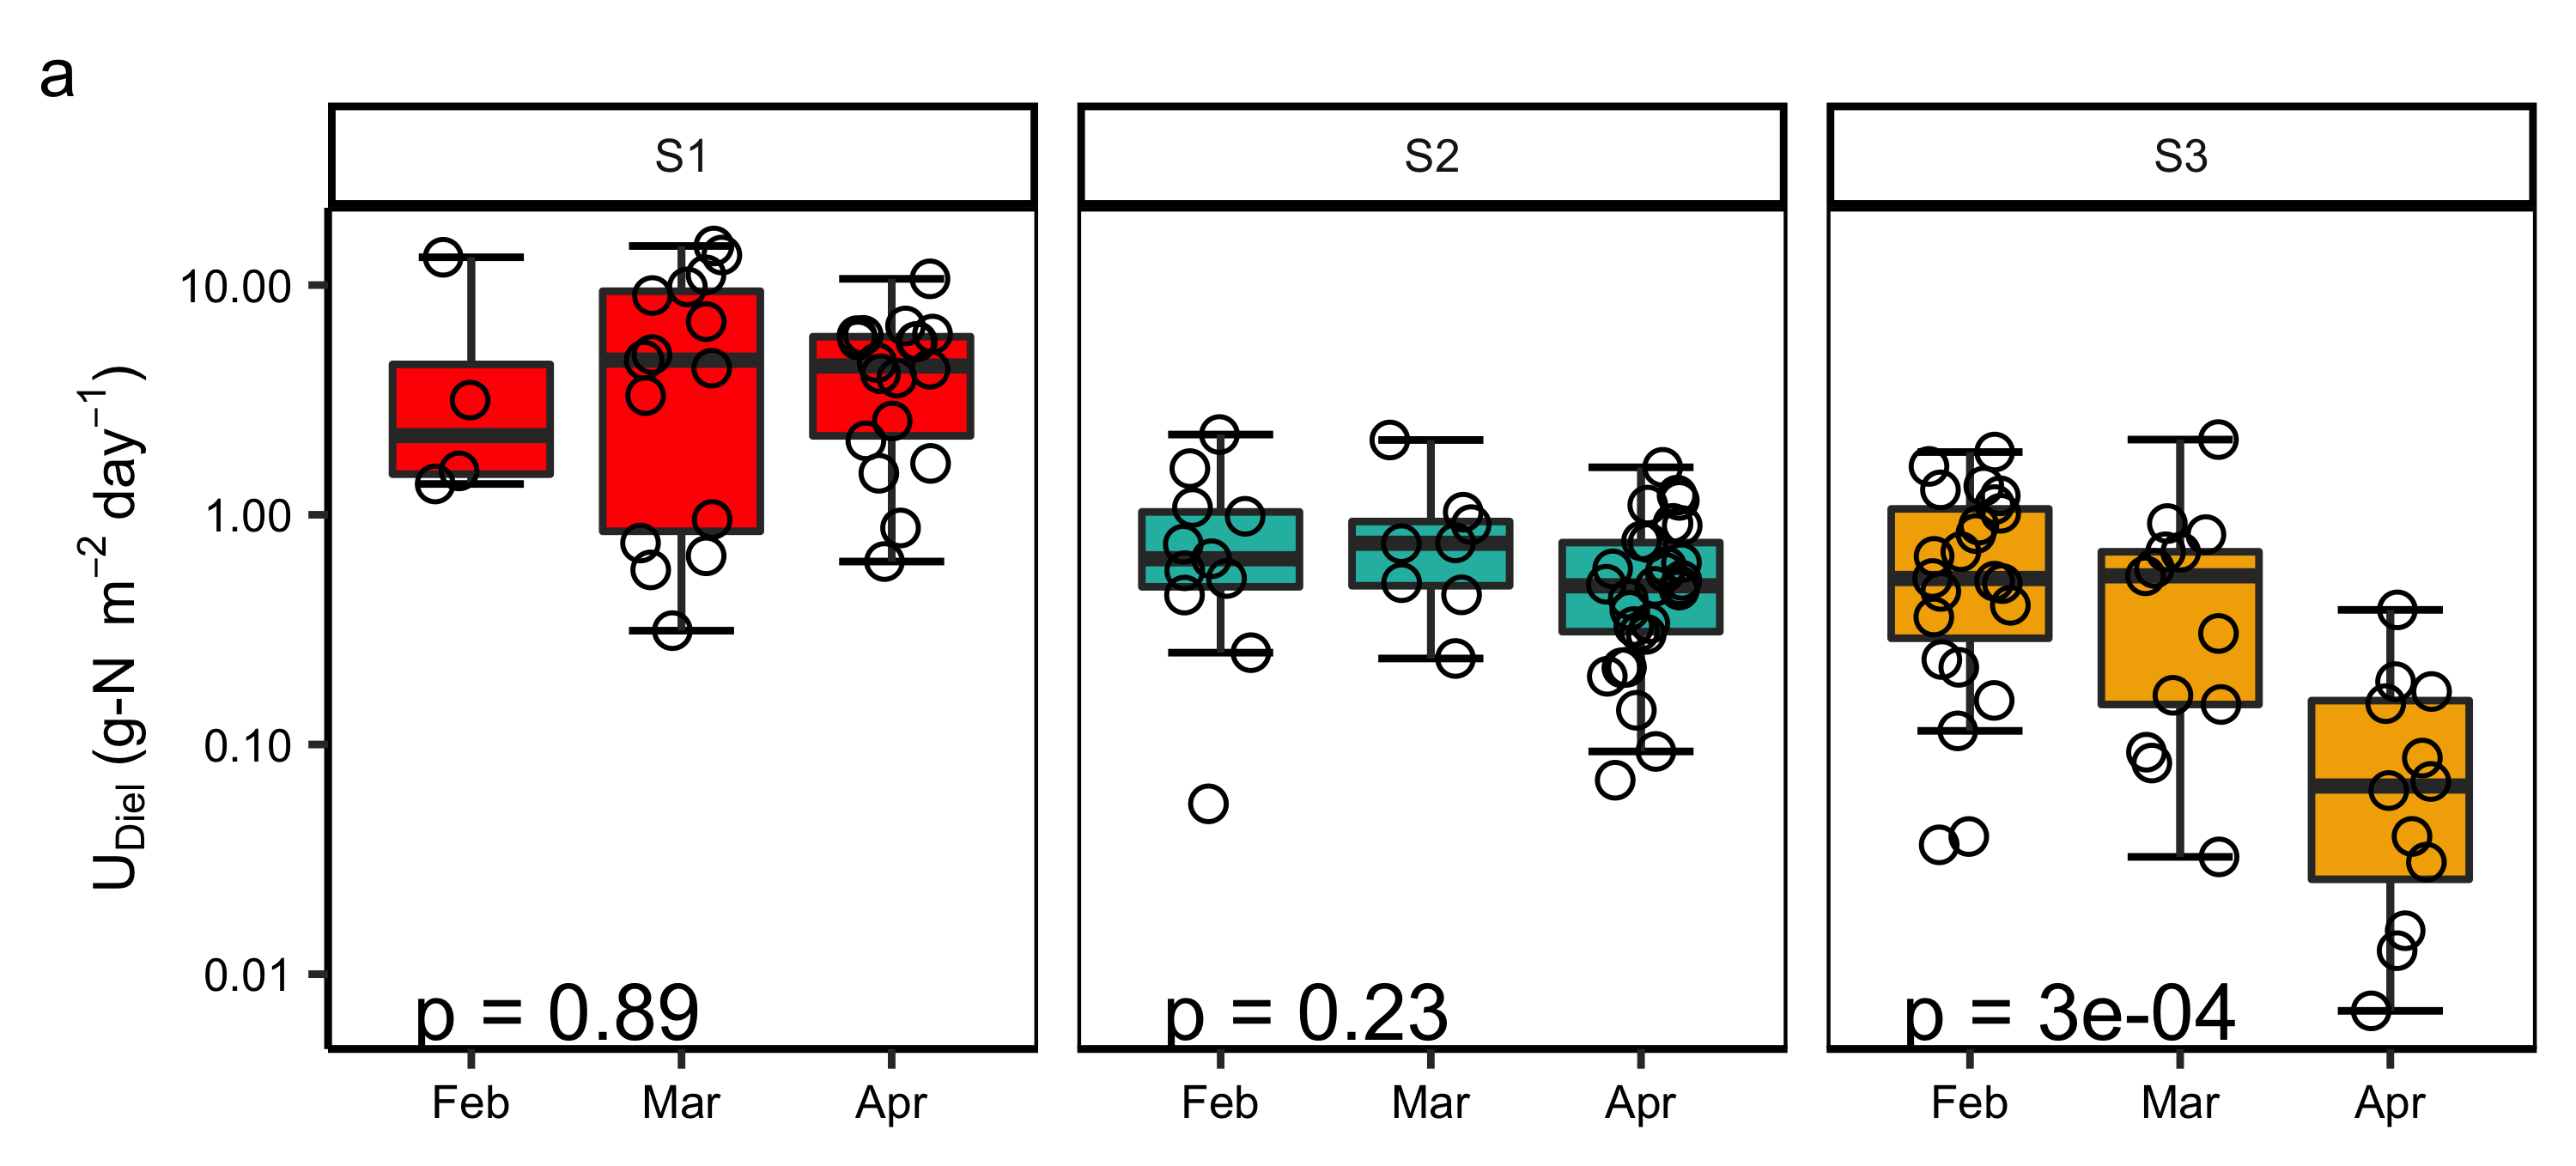 a
S1 S2 S3
U_Diel (g-N m⁻² day⁻¹)
10.00
1.00
0.10
0.01
p = 0.89 p = 0.23 p = 3e-04
Feb Mar Apr Feb Mar Apr Feb Mar Apr